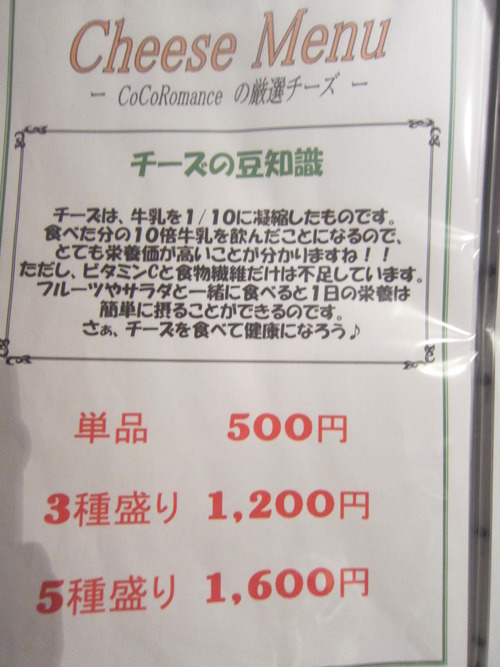 Cheese Menu
－ CoCoRomance の厳選チーズ －
チーズの豆知識
チーズは、牛乳を１/１０に凝縮したものです。
食べた分の１０倍牛乳を飲んだことになるので、
とても栄養価が高いことが分かりますね！！
ただし、ビタミンCと食物繊維だけは不足しています。
フルーツやサラダと一緒に食べると１日の栄養は
簡単に摂ることができるのです。
さぁ、チーズを食べて健康になろう♪
単品 500円
3種盛り 1,200円
5種盛り 1,600円